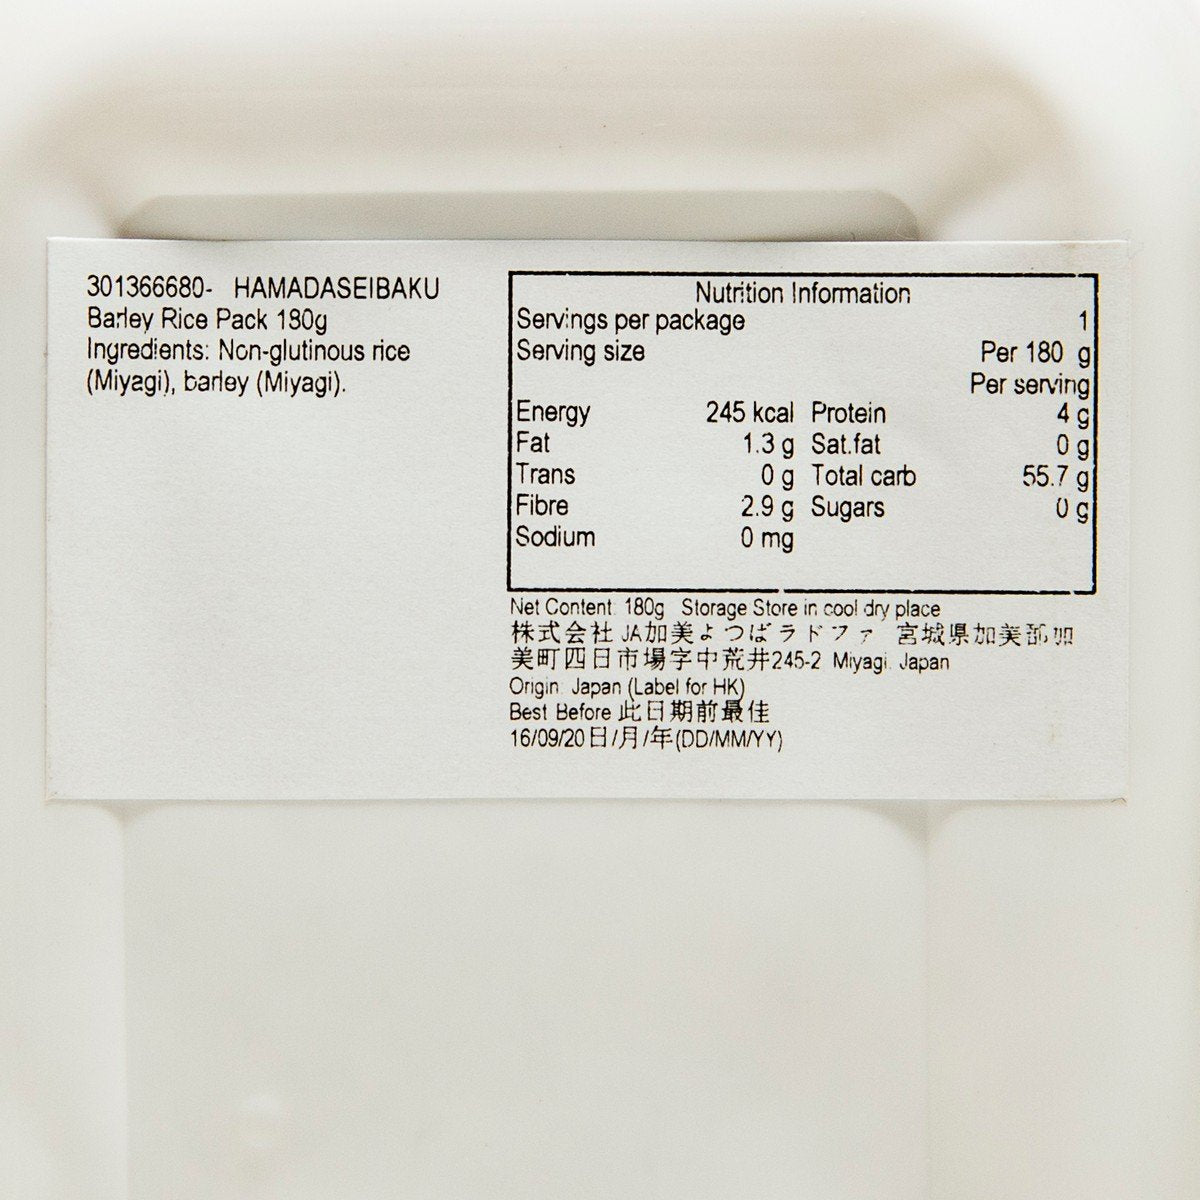 301366680- HAMADASEIBAKU
Barley Rice Pack 180g
Ingredients: Non-glutinous rice
(Miyagi), barley (Miyagi).
Nutrition Information
Servings per package 1
Serving size Per 180 g
Per serving
Energy 245 kcal Protein 4 g
Fat 1.3 g Sat.fat 0 g
Trans 0 g Total carb 55.7 g
Fibre 2.9 g Sugars 0 g
Sodium 0 mg
Net Content: 180g Storage Store in cool dry place
株式会社 JA加美よつばラドファ 宮城県加美郡加
美町四日市場字中荒井245-2 Miyagi. Japan
Origin: Japan (Label for HK)
Best Before 此日期前最佳
16/09/20日/月/年(DD/MM/YY)